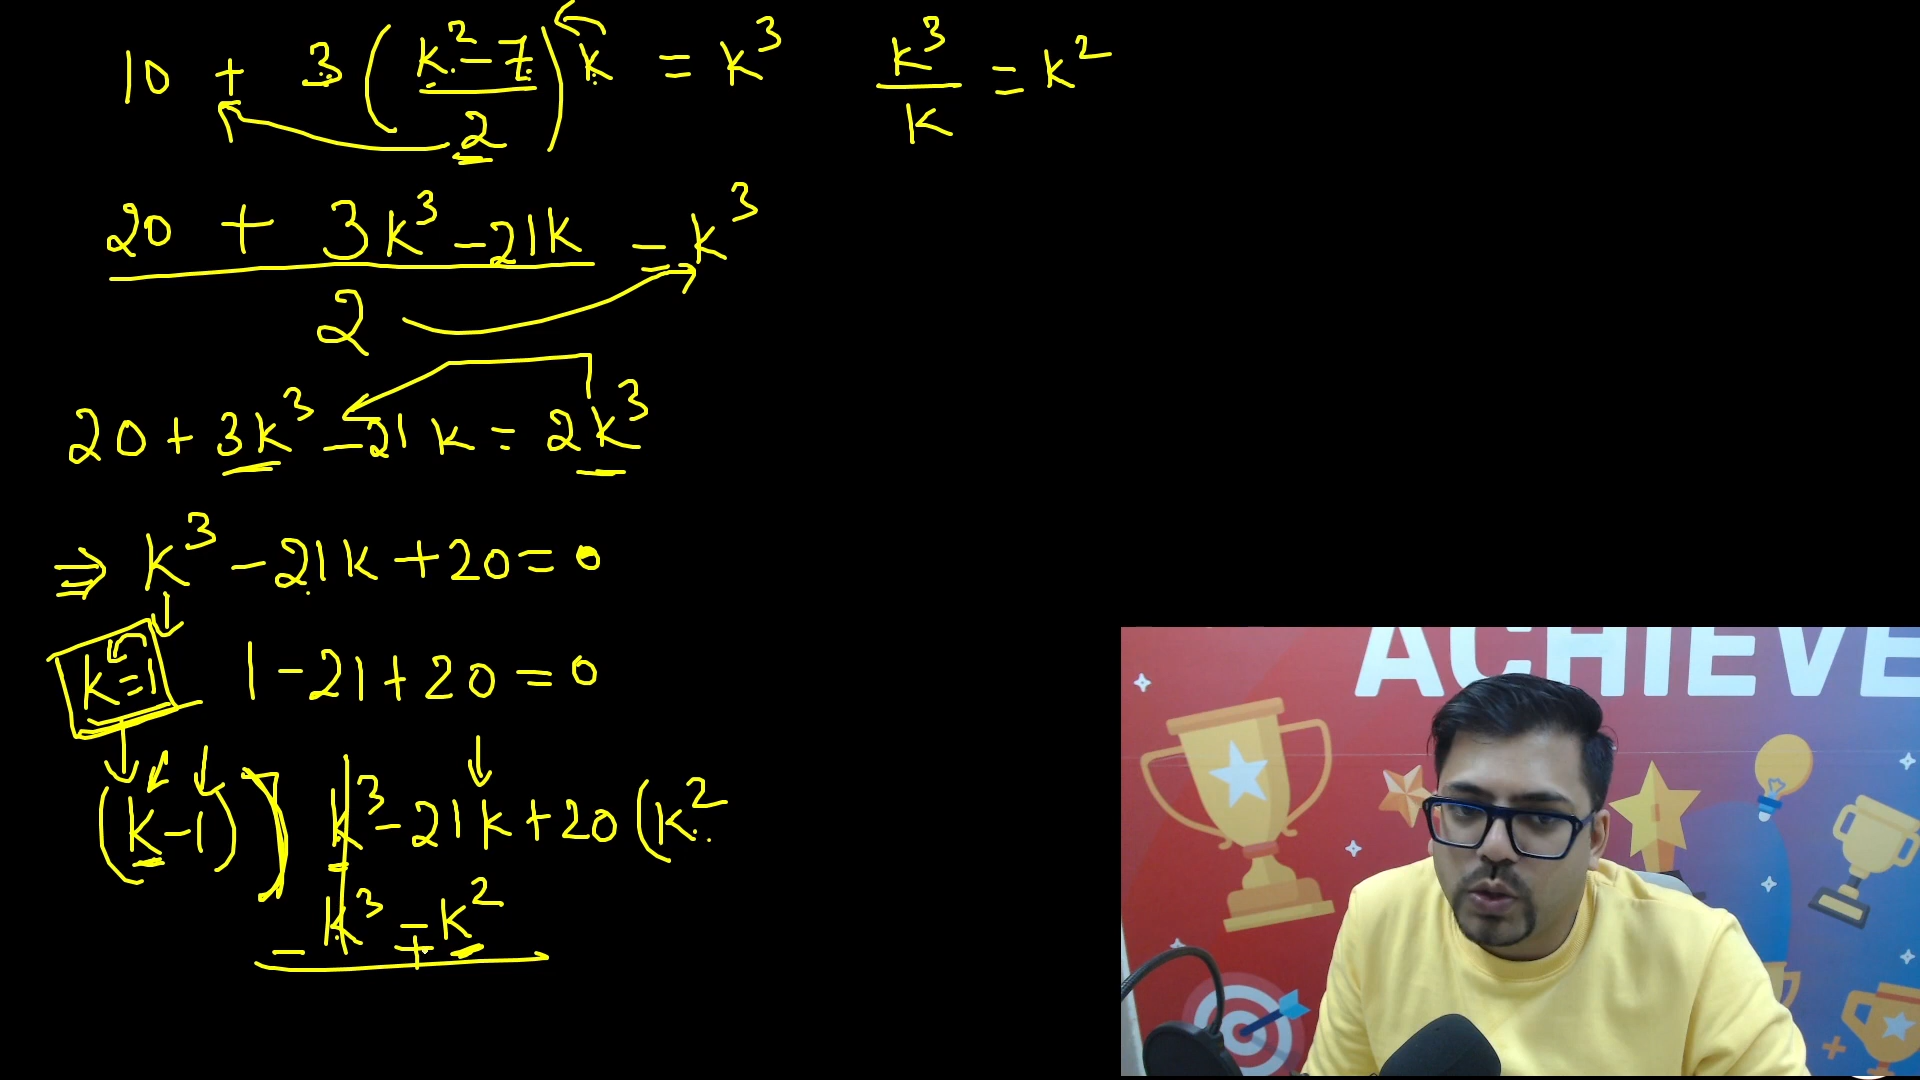 10 + 3 ( (k² - 7) / 2 ) k = k³
k³ / k = k²
20 + 3k³ - 21k / 2 = k³
20 + 3k³ - 21k = 2k³
⇒ k³ - 21k + 20 = 0
k = 1
1 - 21 + 20 = 0
(k - 1) ) k³ - 21k + 20 ( k²
- k³ ∓ k²
ACHIEVE